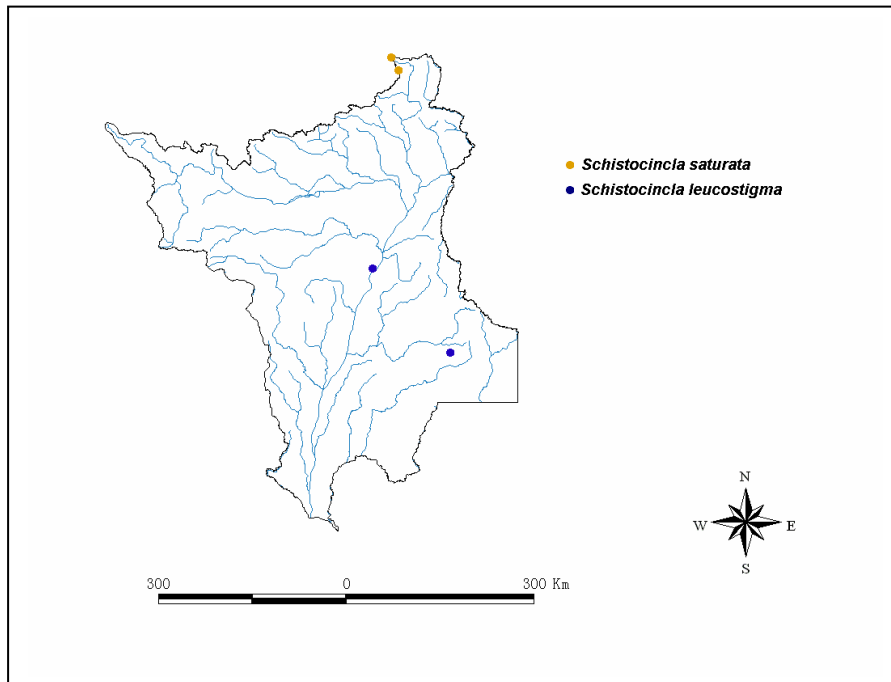 Schistocincla saturata
Schistocincla leucostigma
N
W E
S
300 0 300 Km